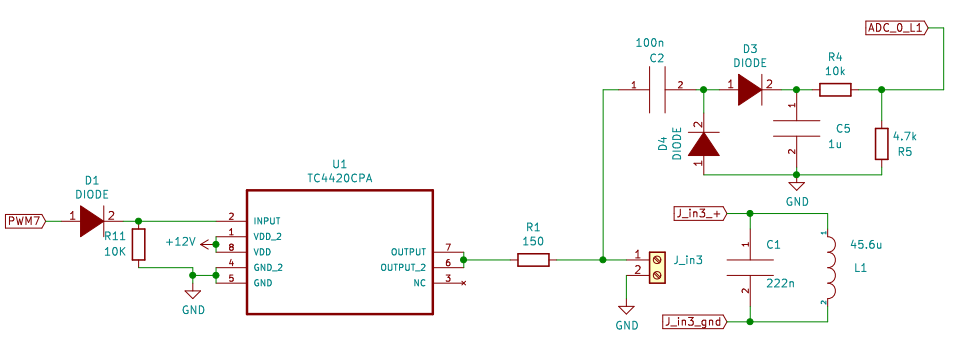 ADC_0_L1
100n
C2
1
2
D3
DIODE
1
2
R4
10k
D4
DIODE
2
1
1
2
C5
1u
4.7k
R5
GND
U1
TC4420CPA
D1
DIODE
PWM7
1
2
R11
10K
+12V
2
1
8
4
5
INPUT
VDD_2
VDD
GND_2
GND
OUTPUT
OUTPUT_2
NC
7
6
3
GND
R1
150
1
2
J_in3
GND
J_in3_+
1
2
C1
222n
1
2
45.6u
L1
J_in3_gnd